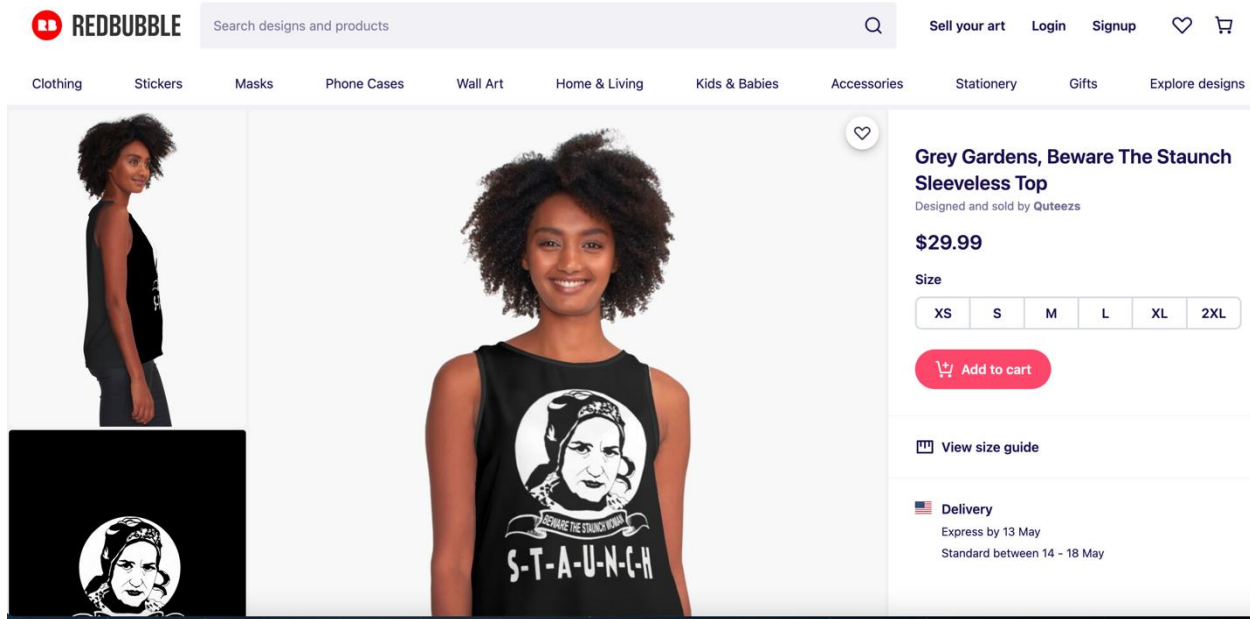 RB REDBUBBLE
Search designs and products
Sell your art
Login
Signup
Clothing
Stickers
Masks
Phone Cases
Wall Art
Home & Living
Kids & Babies
Accessories
Stationery
Gifts
Explore designs
Grey Gardens, Beware The Staunch
Sleeveless Top
Designed and sold by Quteezs
$29.99
Size
XS
S
M
L
XL
2XL
Add to cart
View size guide
Delivery
Express by 13 May
Standard between 14 - 18 May
BEWARE THE STAUNCH WOMAN
S-T-A-U-N-C-H